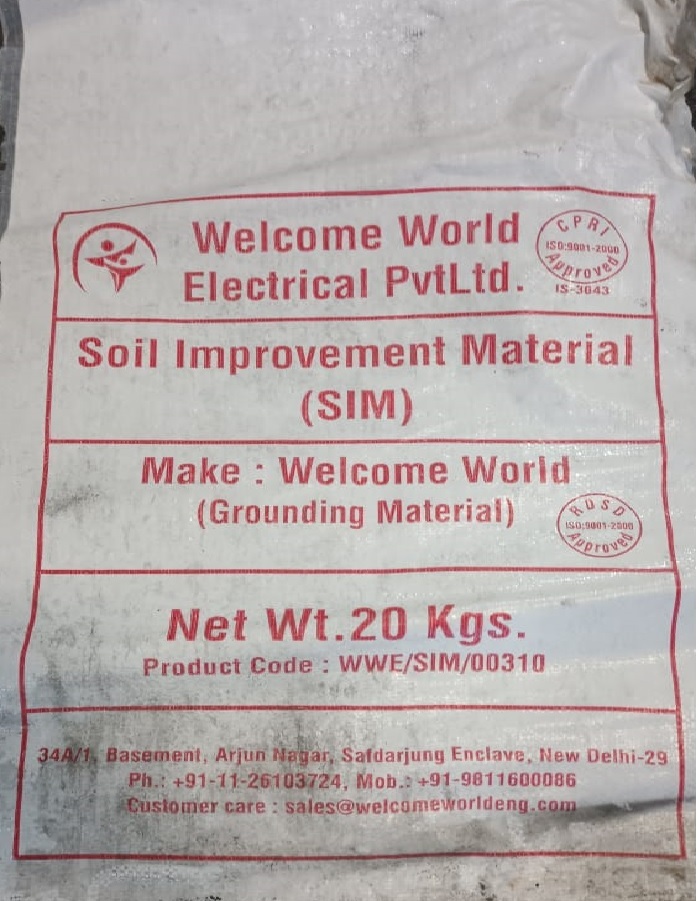 Welcome World
Electrical PvtLtd.
CPRI
ISO:9001-2000
Approved
IS-3043
Soil Improvement Material
(SIM)
Make : Welcome World
(Grounding Material)
RDSO
ISO:9001-2000
Approved
Net Wt.20 Kgs.
Product Code : WWE/SIM/00310
34A/1, Basement, Arjun Nagar, Safdarjung Enclave, New Delhi-29
Ph.: +91-11-26103724, Mob.: +91-9811600086
Customer care : sales@welcomeworldeng.com